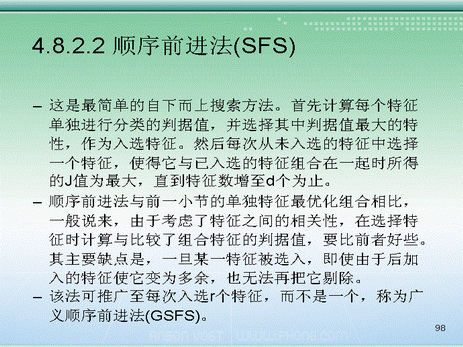 4.8.2.2 顺序前进法(SFS)
– 这是最简单的自下而上搜索方法。首先计算每个特征
单独进行分类的判据值，并选择其中判据值最大的特
性，作为入选特征。然后每次从未入选的特征中选择
一个特征，使得它与已入选的特征组合在一起时所得
的J值为最大，直到特征数增至d个为止。
– 顺序前进法与前一小节的单独特征最优化组合相比，
一般说来，由于考虑了特征之间的相关性，在选择特
征时计算与比较了组合特征的判据值，要比前者好些。
其主要缺点是，一旦某一特征被选入，即使由于后加
入的特征使它变为多余，也无法再把它剔除。
– 该法可推广至每次入选r个特征，而不是一个，称为广
义顺序前进法(GSFS)。
98